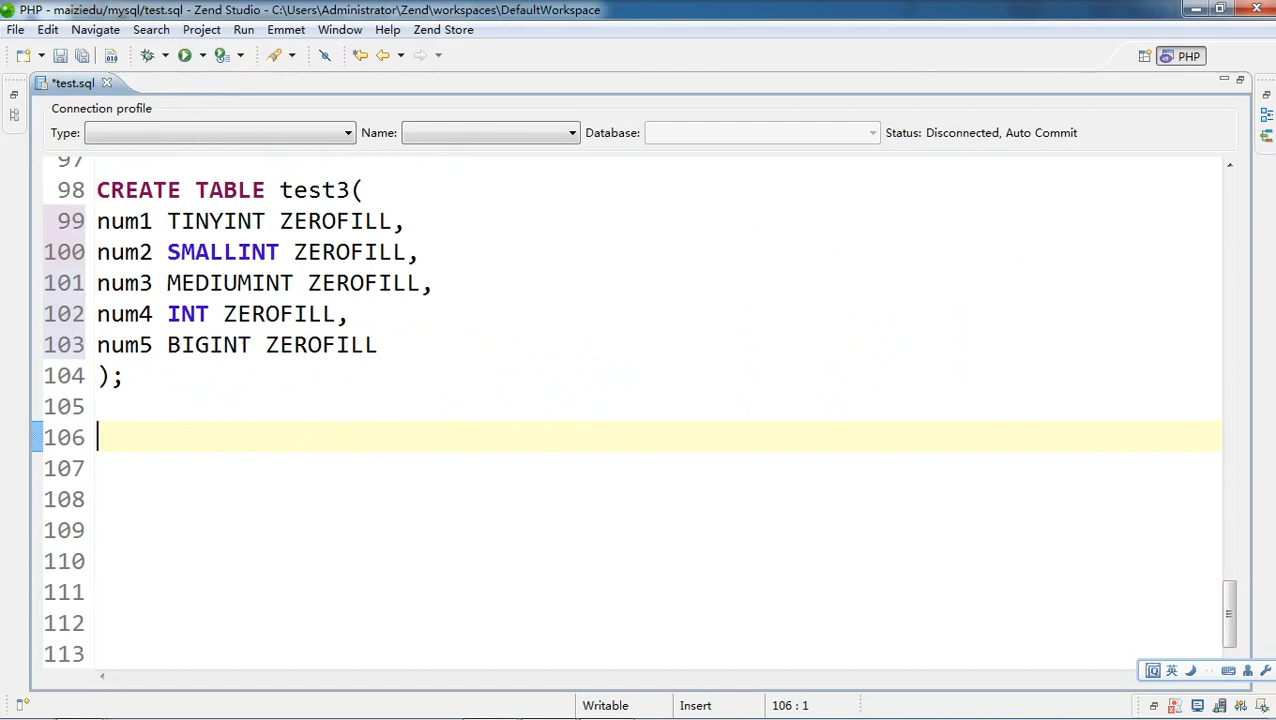 PHP - maiziedu/mysql/test.sql - Zend Studio - C:\Users\Administrator\Zend\workspaces\DefaultWorkspace
File Edit Navigate Search Project Run Emmet Window Help Zend Store
PHP
*test.sql
Connection profile
Type: Name: Database: Status: Disconnected, Auto Commit
97
98 CREATE TABLE test3(
99 num1 TINYINT ZEROFILL,
100 num2 SMALLINT ZEROFILL,
101 num3 MEDIUMINT ZEROFILL,
102 num4 INT ZEROFILL,
103 num5 BIGINT ZEROFILL
104 );
105
106
107
108
109
110
111
112
113
英
Writable Insert 106 : 1